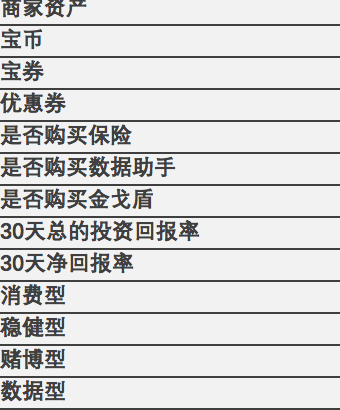 商家资产
宝币
宝券
优惠券
是否购买保险
是否购买数据助手
是否购买金戈盾
30天总的投资回报率
30天净回报率
消费型
稳健型
赌博型
数据型